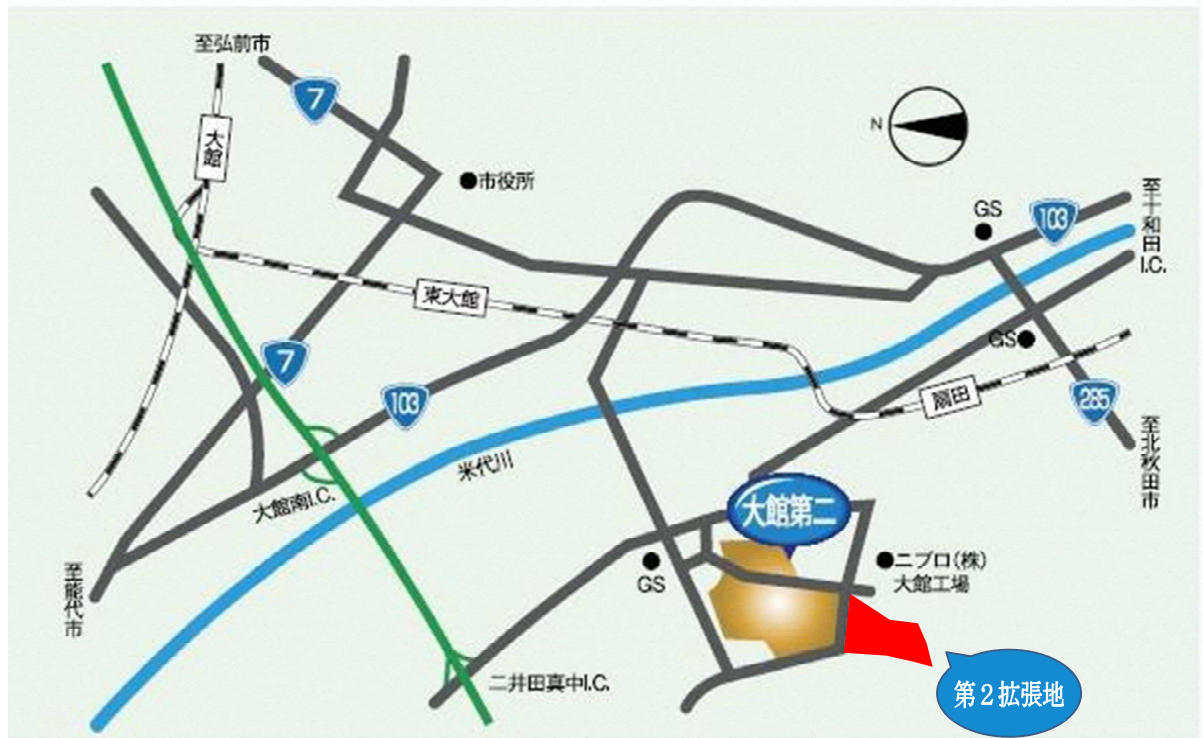 至弘前市
7
大館
N
市役所
至十和田I.C.
GS
103
東大館
GS
7
103
扇田
285
至北秋田市
米代川
大館南I.C.
大館第二
GS
ニプロ(株)
大館工場
至能代市
二井田真中I.C.
第2拡張地